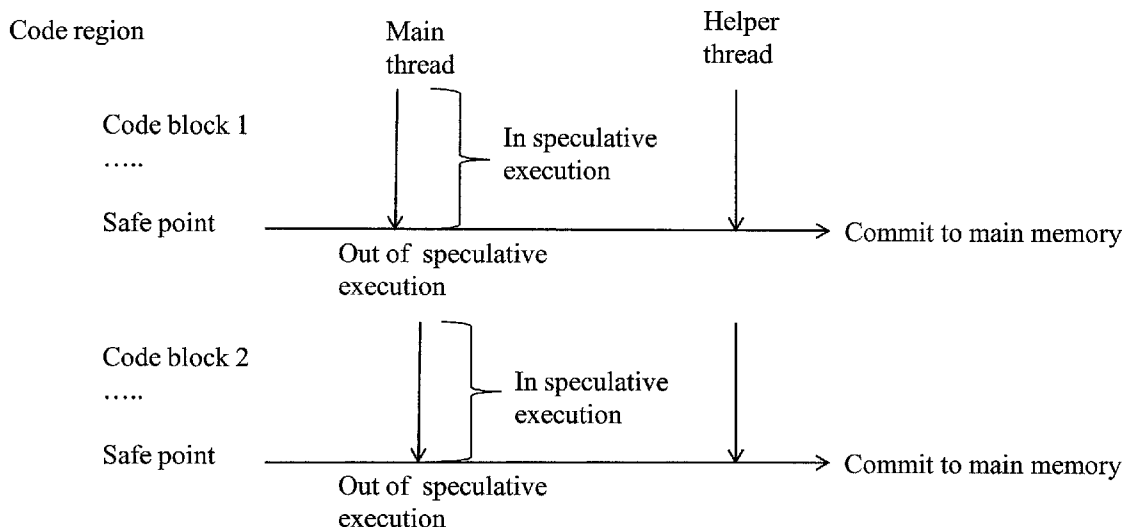 Code region
Main
thread
Helper
thread
Code block 1
.....
In speculative
execution
Safe point
Commit to main memory
Out of speculative
execution
Code block 2
.....
In speculative
execution
Safe point
Commit to main memory
Out of speculative
execution